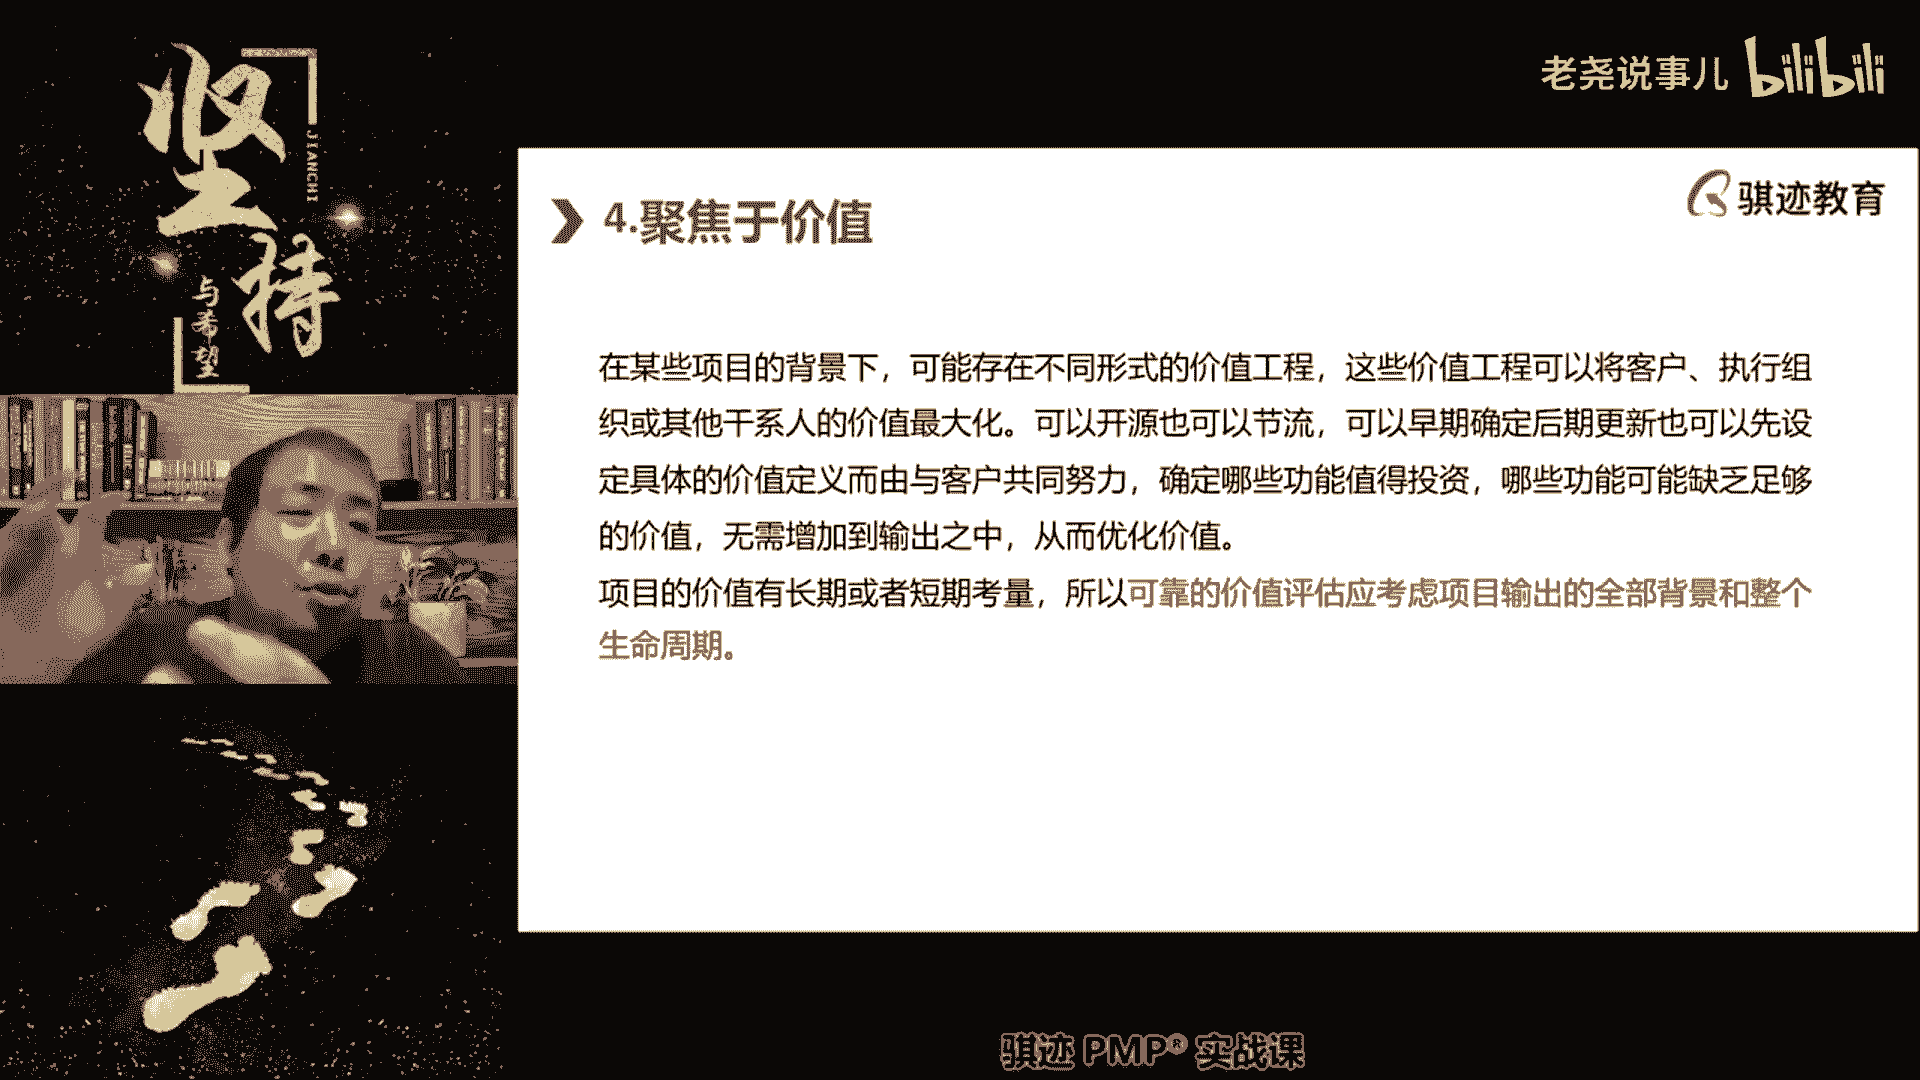 坚持
JIANCHI
与希望
老尧说事儿 bilibili
骐迹教育
4.聚焦于价值
在某些项目的背景下，可能存在不同形式的价值工程，这些价值工程可以将客户、执行组
织或其他干系人的价值最大化。可以开源也可以节流，可以早期确定后期更新也可以先设
定具体的价值定义而由与客户共同努力，确定哪些功能值得投资，哪些功能可能缺乏足够
的价值，无需增加到输出之中，从而优化价值。
项目的价值有长期或者短期考量，所以可靠的价值评估应考虑项目输出的全部背景和整个
生命周期。
骐迹 PMP® 实战课